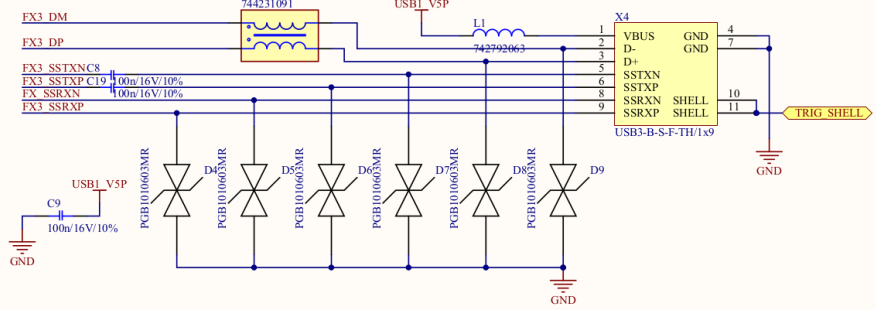 744231091
USB1_V5P
FX3_DM
FX3_DP
L1
742792063
X4
FX3_SSTXN C8
100n/16V/10%
FX3_SSTXP C19
100n/16V/10%
FX_SSRXN
FX3_SSRXP
1 VBUS GND 4
2 D- GND 7
3 D+
5 SSTXN
6 SSTXP
8 SSRXN SHELL 10
9 SSRXP SHELL 11
TRIG_SHELL
USB3-B-S-F-TH/1x9
GND
PGB1010603MR D4
PGB1010603MR D5
PGB1010603MR D6
PGB1010603MR D7
PGB1010603MR D8
PGB1010603MR D9
USB1_V5P
C9
100n/16V/10%
GND
GND